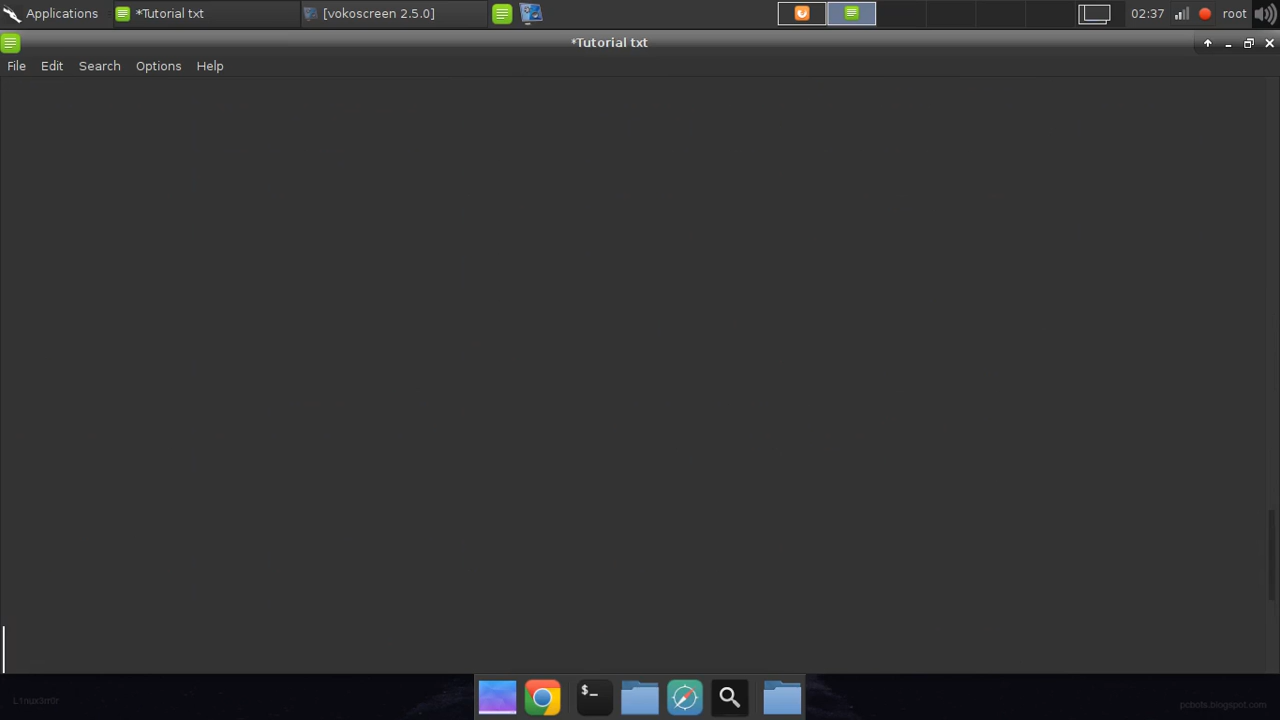 Applications *Tutorial txt [vokoscreen 2.5.0] 02:37 root
*Tutorial txt
File Edit Search Options Help
$_
L1nux3rr0r pcbots.blogspot.com